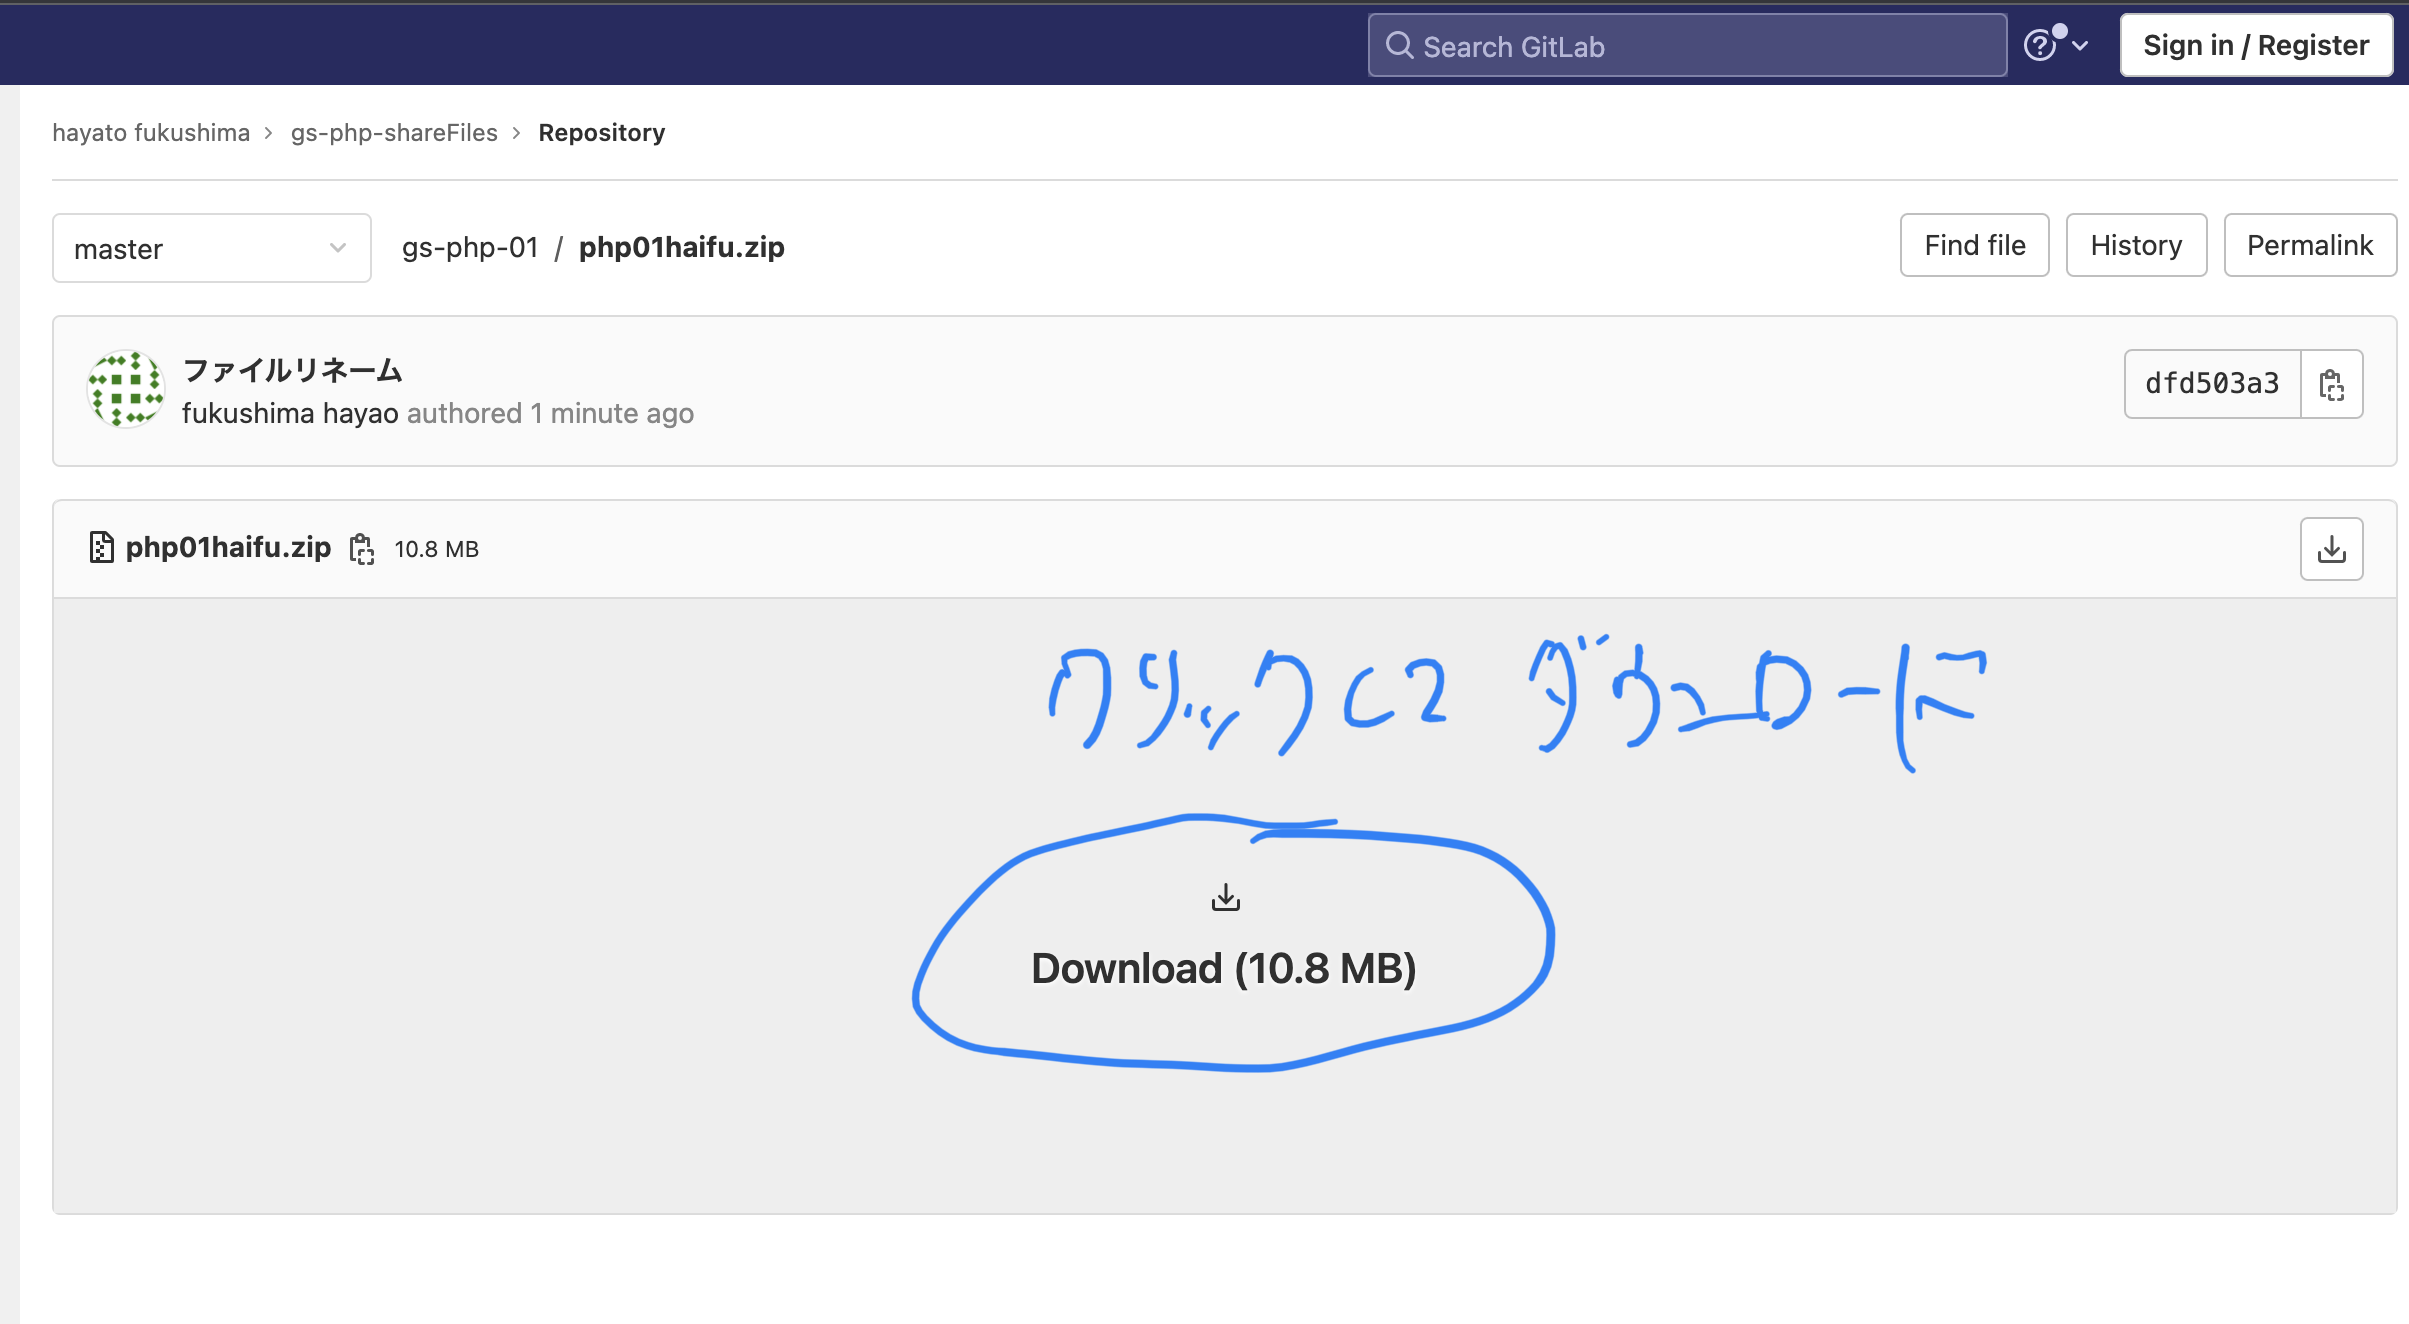 Search GitLab
Sign in / Register
hayato fukushima › gs-php-shareFiles › Repository
master
gs-php-01 / php01haifu.zip
Find file
History
Permalink
ファイルリネーム
fukushima hayao authored 1 minute ago
dfd503a3
php01haifu.zip 10.8 MB
クリックして ダウンロード
Download (10.8 MB)